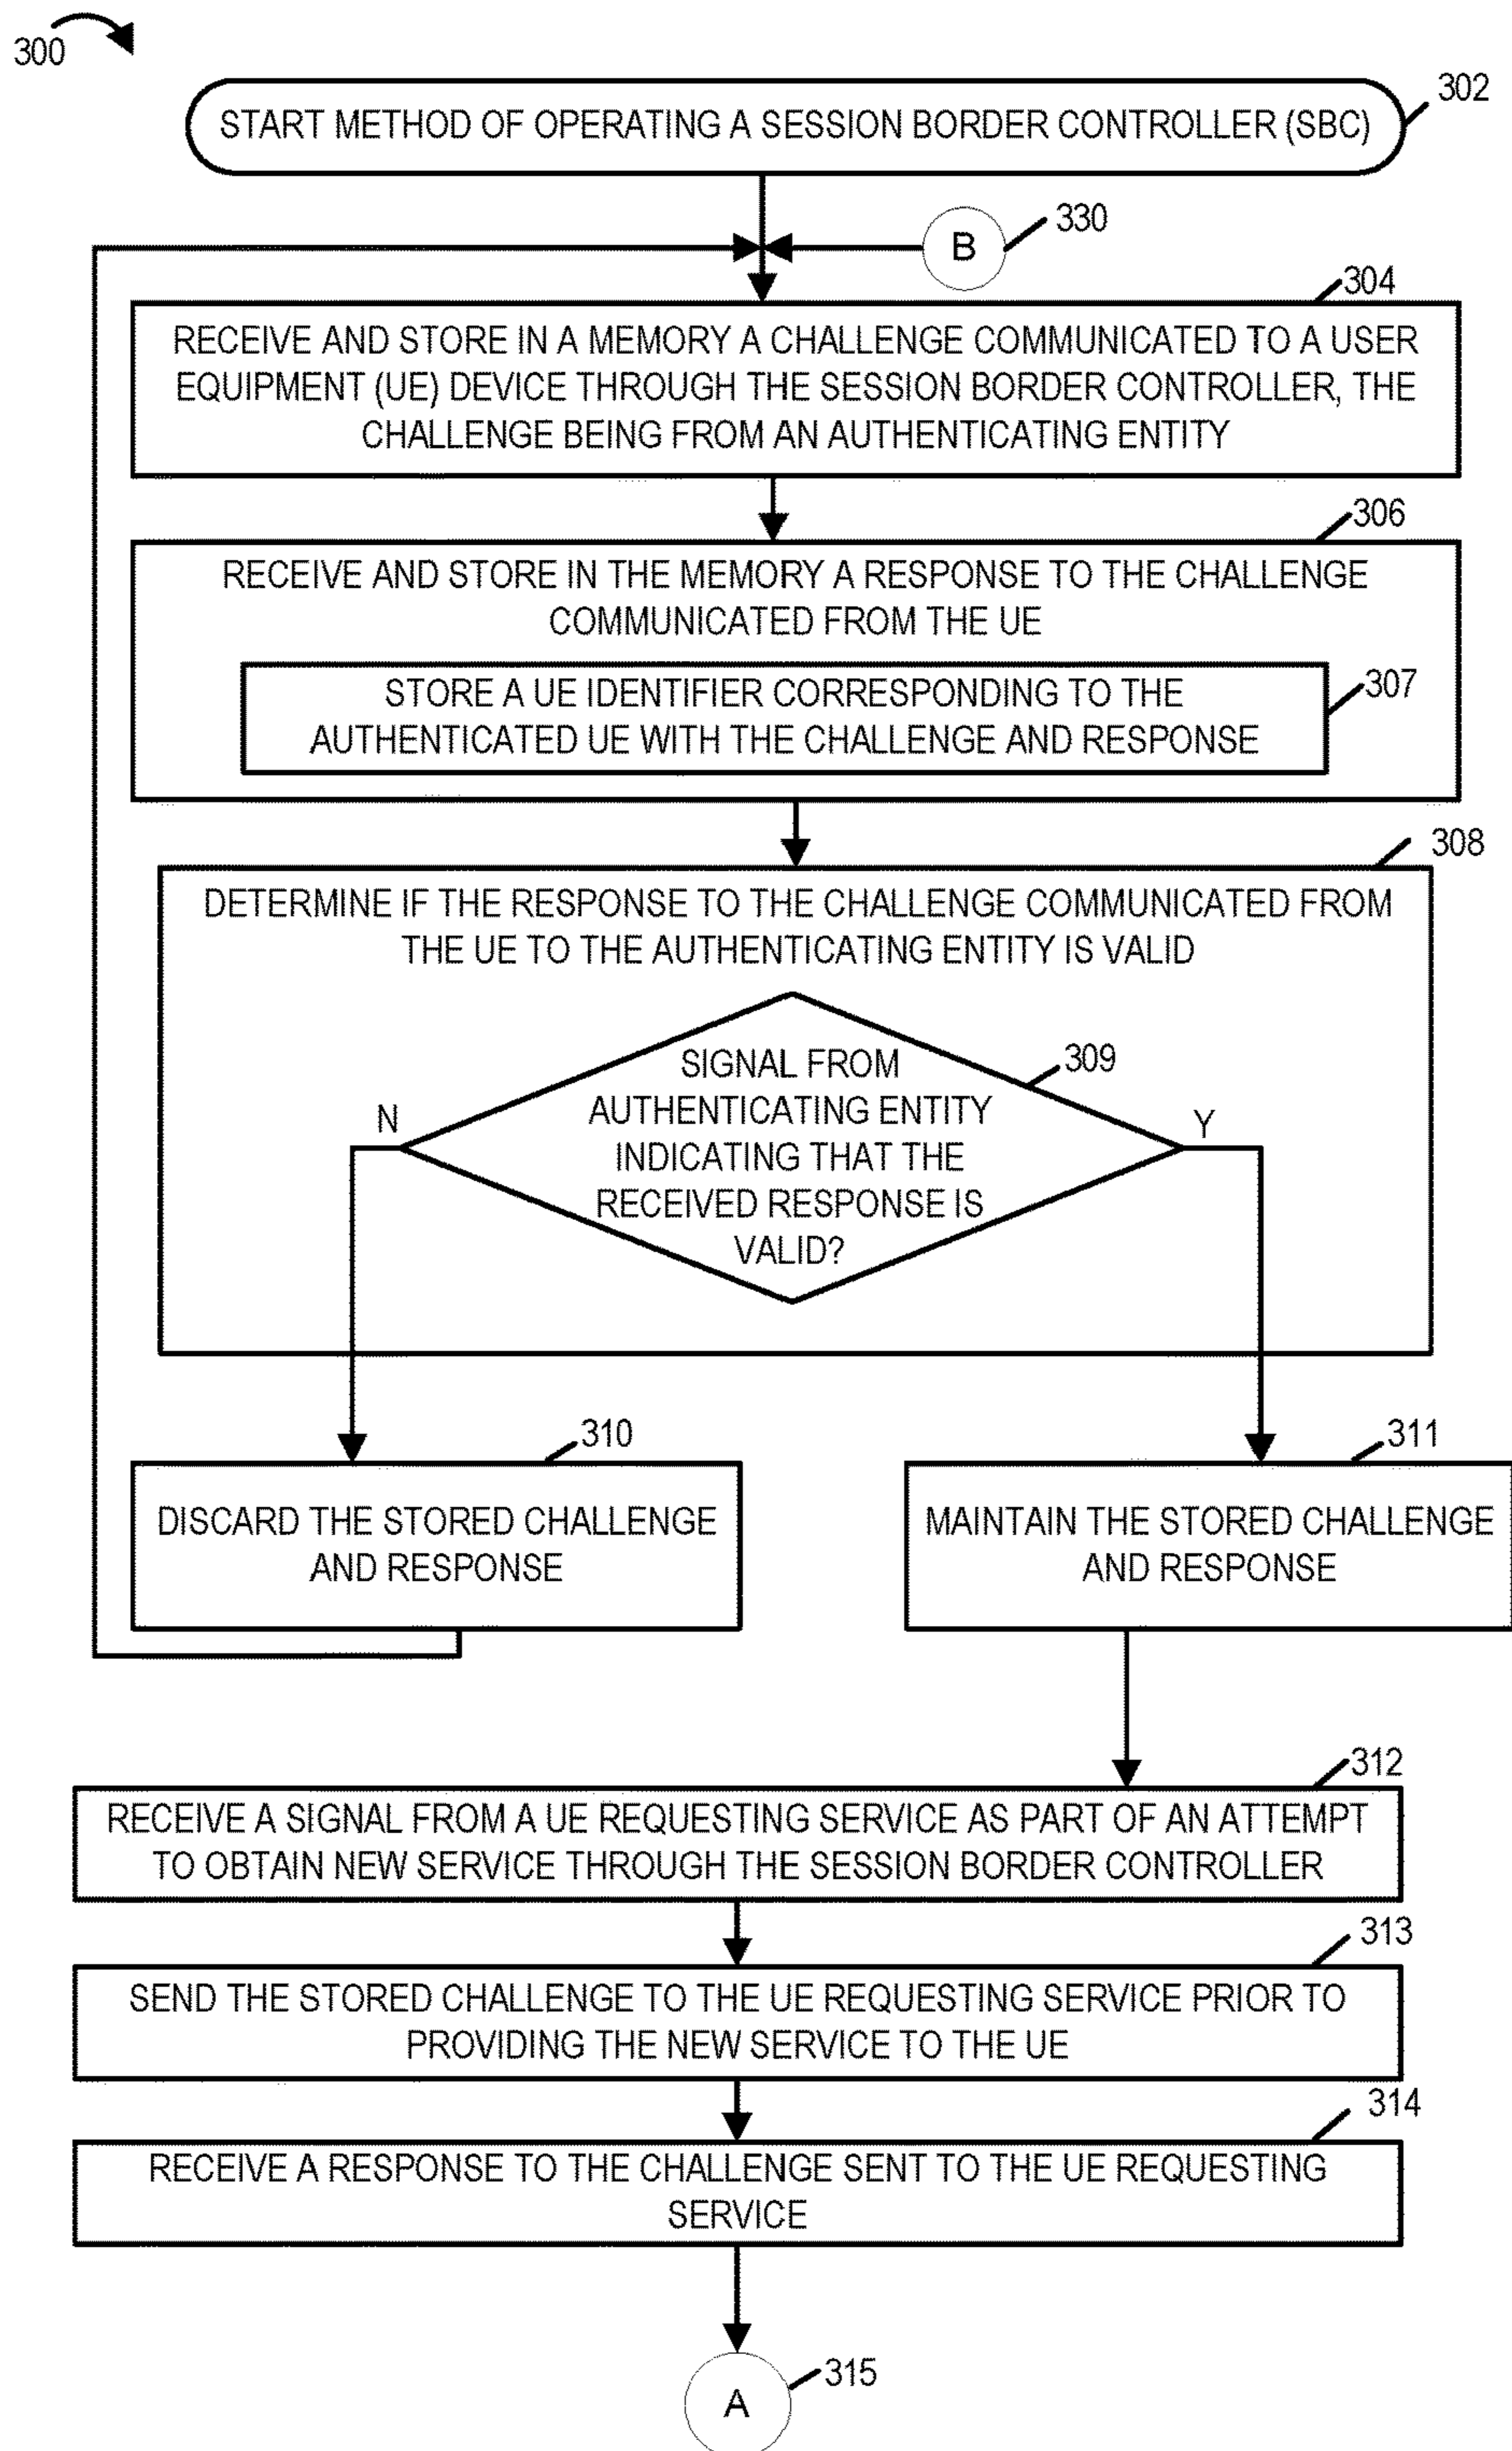 300
START METHOD OF OPERATING A SESSION BORDER CONTROLLER (SBC)
302
B
330
304
RECEIVE AND STORE IN A MEMORY A CHALLENGE COMMUNICATED TO A USER
EQUIPMENT (UE) DEVICE THROUGH THE SESSION BORDER CONTROLLER, THE
CHALLENGE BEING FROM AN AUTHENTICATING ENTITY
306
RECEIVE AND STORE IN THE MEMORY A RESPONSE TO THE CHALLENGE
COMMUNICATED FROM THE UE
STORE A UE IDENTIFIER CORRESPONDING TO THE
AUTHENTICATED UE WITH THE CHALLENGE AND RESPONSE
307
308
DETERMINE IF THE RESPONSE TO THE CHALLENGE COMMUNICATED FROM
THE UE TO THE AUTHENTICATING ENTITY IS VALID
SIGNAL FROM
AUTHENTICATING ENTITY
INDICATING THAT THE
RECEIVED RESPONSE IS
VALID?
309
N
Y
310
DISCARD THE STORED CHALLENGE
AND RESPONSE
311
MAINTAIN THE STORED CHALLENGE
AND RESPONSE
312
RECEIVE A SIGNAL FROM A UE REQUESTING SERVICE AS PART OF AN ATTEMPT
TO OBTAIN NEW SERVICE THROUGH THE SESSION BORDER CONTROLLER
313
SEND THE STORED CHALLENGE TO THE UE REQUESTING SERVICE PRIOR TO
PROVIDING THE NEW SERVICE TO THE UE
314
RECEIVE A RESPONSE TO THE CHALLENGE SENT TO THE UE REQUESTING
SERVICE
315
A